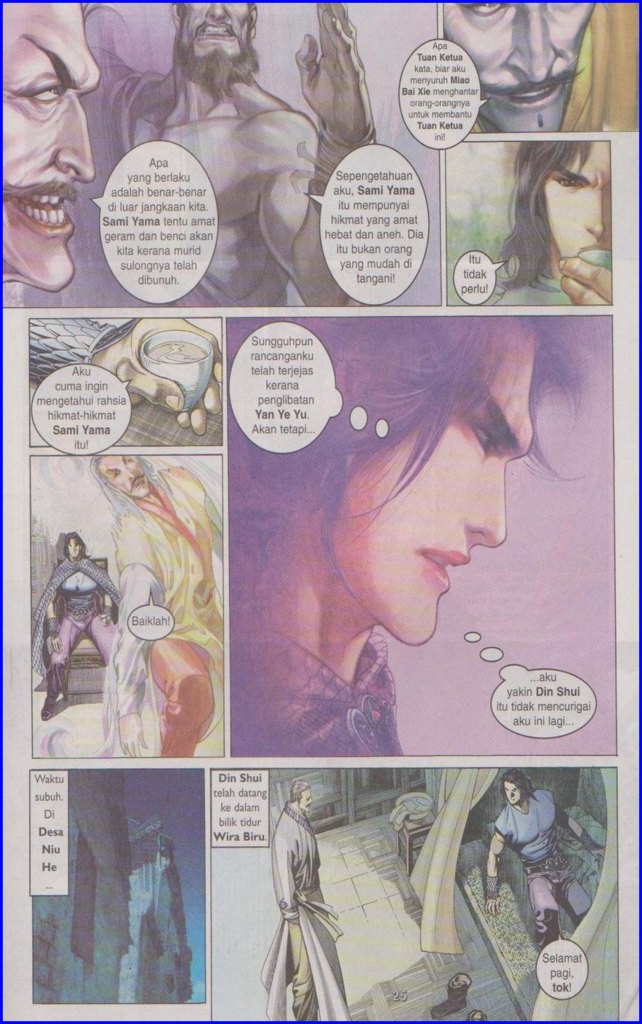 Apa
yang berlaku
adalah benar-benar
di luar jangkaan kita.
Sami Yama tentu amat
geram dan benci akan
kita kerana murid
sulongnya telah
dibunuh.
Sepengetahuan
aku, Sami Yama
itu mempunyai
hikmat yang amat
hebat dan aneh. Dia
itu bukan orang
yang mudah di
tangani!
Apa
Tuan Ketua
kata, biar aku
menyuruh Miao
Bai Xie menghantar
orang-orangnya
untuk membantu
Tuan Ketua
ini!
Itu
tidak
perlu!
Aku
cuma ingin
mengetahui rahsia
hikmat-hikmat
Sami Yama
itu!
Baiklah!
Sungguhpun
rancanganku
telah terjejas
kerana
penglibatan
Yan Ye Yu.
Akan tetapi...
...aku
yakin Din Shui
itu tidak mencurigai
aku ini lagi...
Waktu
subuh.
Di
Desa
Niu
He
...
Din Shui
telah datang
ke dalam
bilik tidur
Wira Biru.
Selamat
pagi,
tok!
25